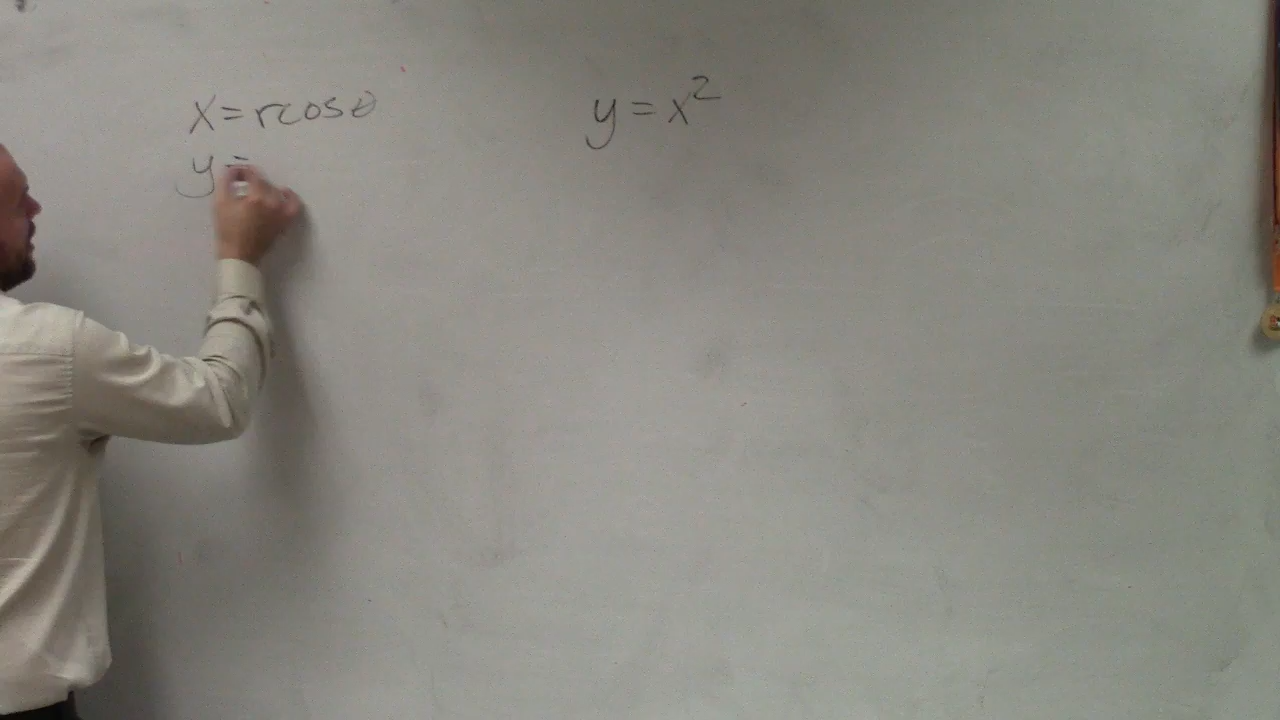 x = rcosθ
y =
y = x²